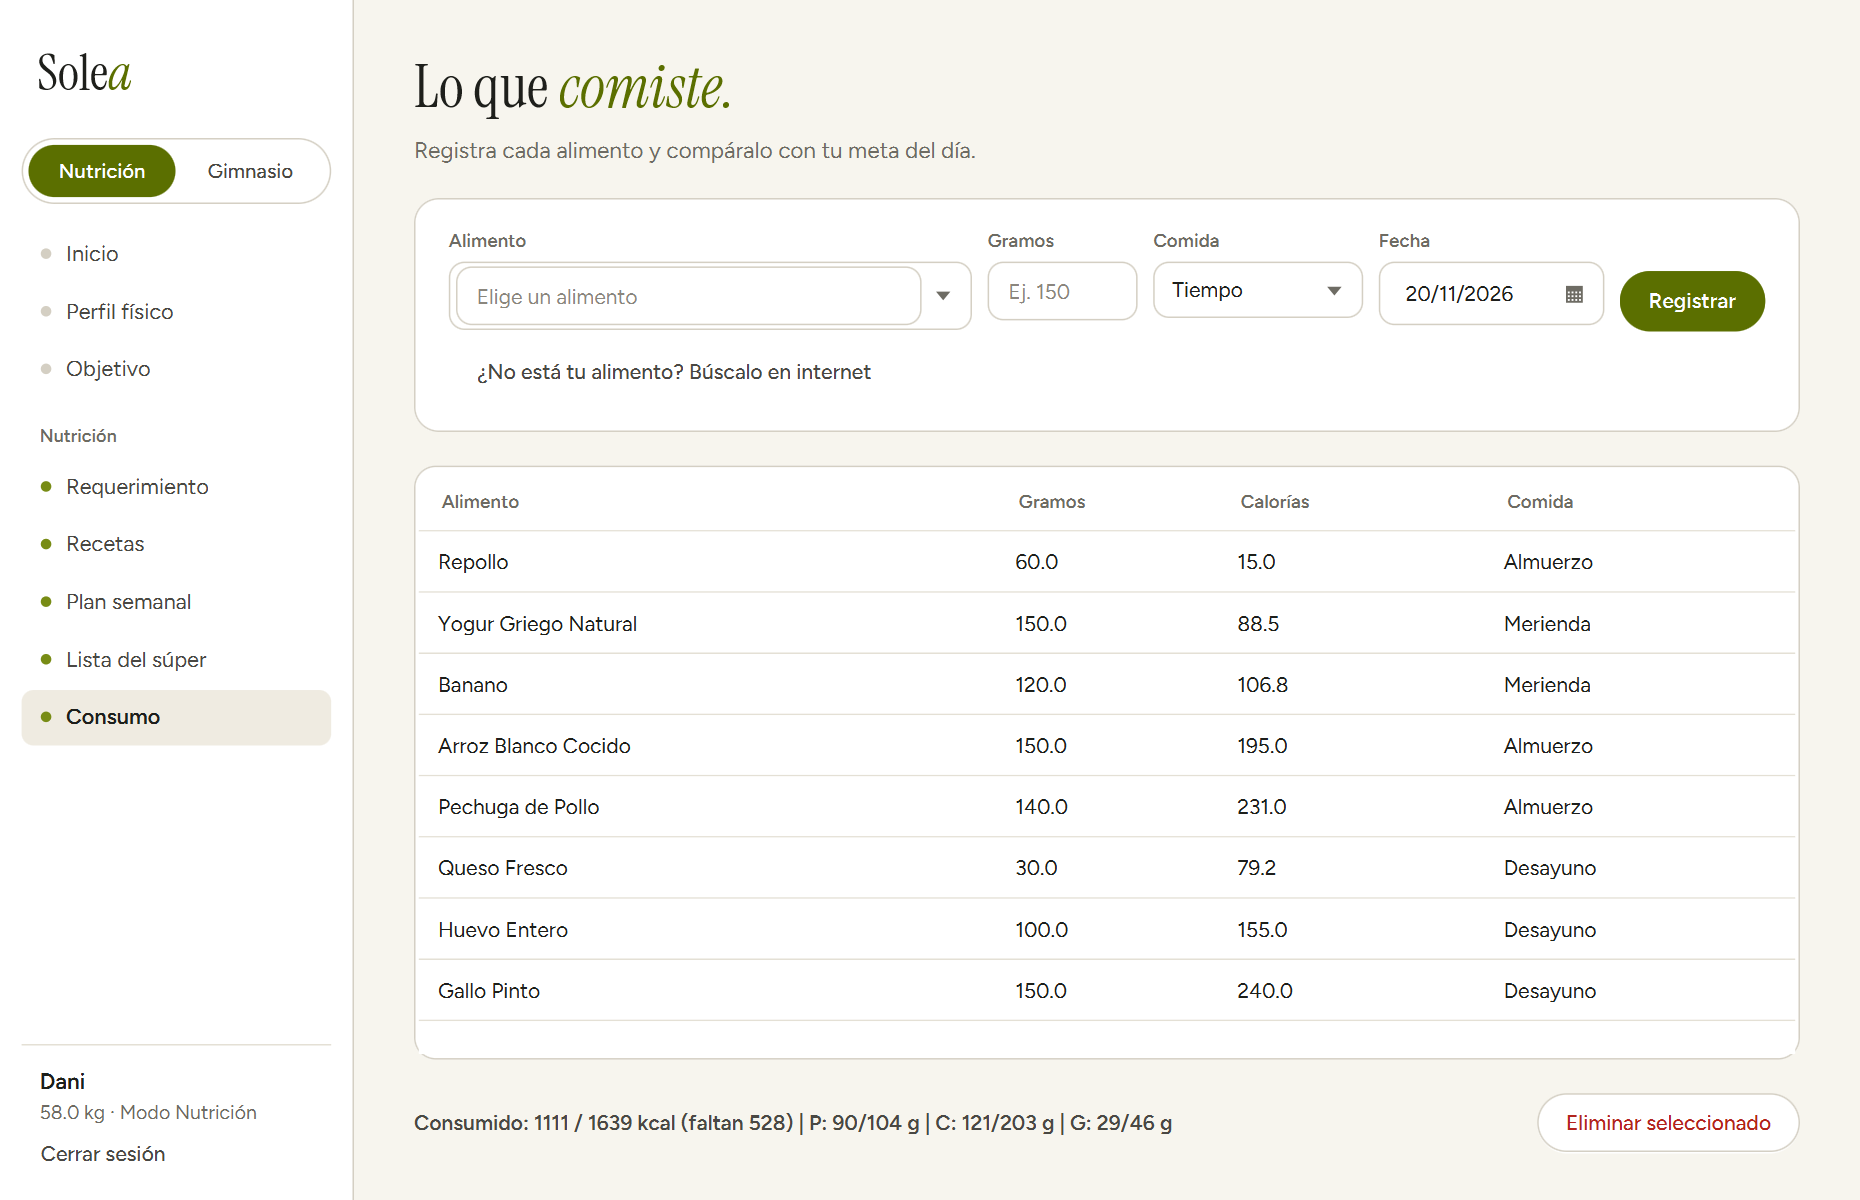 Solea
Nutrición Gimnasio
Inicio
Perfil físico
Objetivo
Nutrición
Requerimiento
Recetas
Plan semanal
Lista del súper
Consumo
Dani
58.0 kg · Modo Nutrición
Cerrar sesión
Lo que comiste.
Registra cada alimento y compáralo con tu meta del día.
Alimento Gramos Comida Fecha
Elige un alimento Ej. 150 Tiempo 20/11/2026 Registrar
¿No está tu alimento? Búscalo en internet
Alimento Gramos Calorías Comida
Repollo 60.0 15.0 Almuerzo
Yogur Griego Natural 150.0 88.5 Merienda
Banano 120.0 106.8 Merienda
Arroz Blanco Cocido 150.0 195.0 Almuerzo
Pechuga de Pollo 140.0 231.0 Almuerzo
Queso Fresco 30.0 79.2 Desayuno
Huevo Entero 100.0 155.0 Desayuno
Gallo Pinto 150.0 240.0 Desayuno
Consumido: 1111 / 1639 kcal (faltan 528) | P: 90/104 g | C: 121/203 g | G: 29/46 g
Eliminar seleccionado